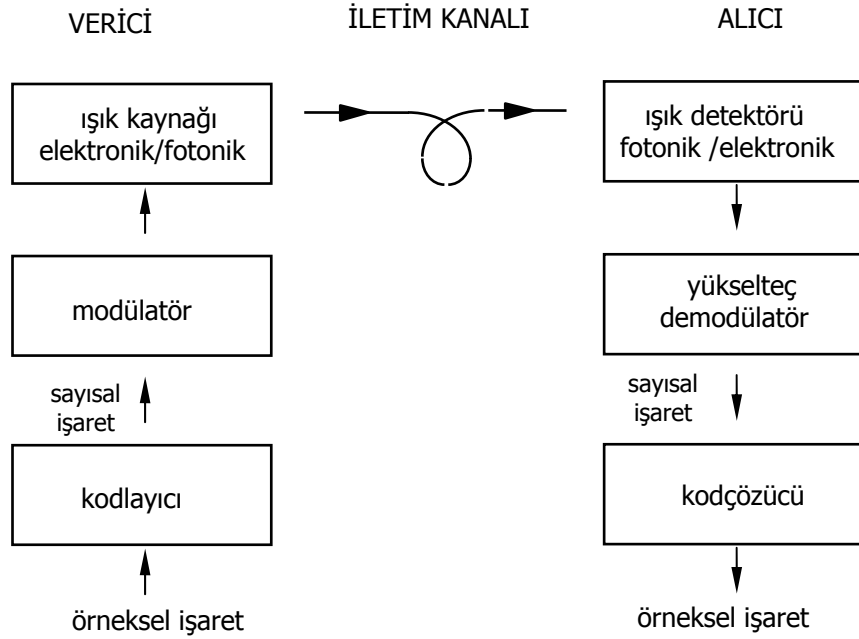 VERİCİ
İLETİM KANALI
ALICI
ışık kaynağı
elektronik/fotonik
ışık detektörü
fotonik /elektronik
modülatör
yükselteç
demodülatör
sayısal
işaret
sayısal
işaret
kodlayıcı
kodçözücü
örneksel işaret
örneksel işaret